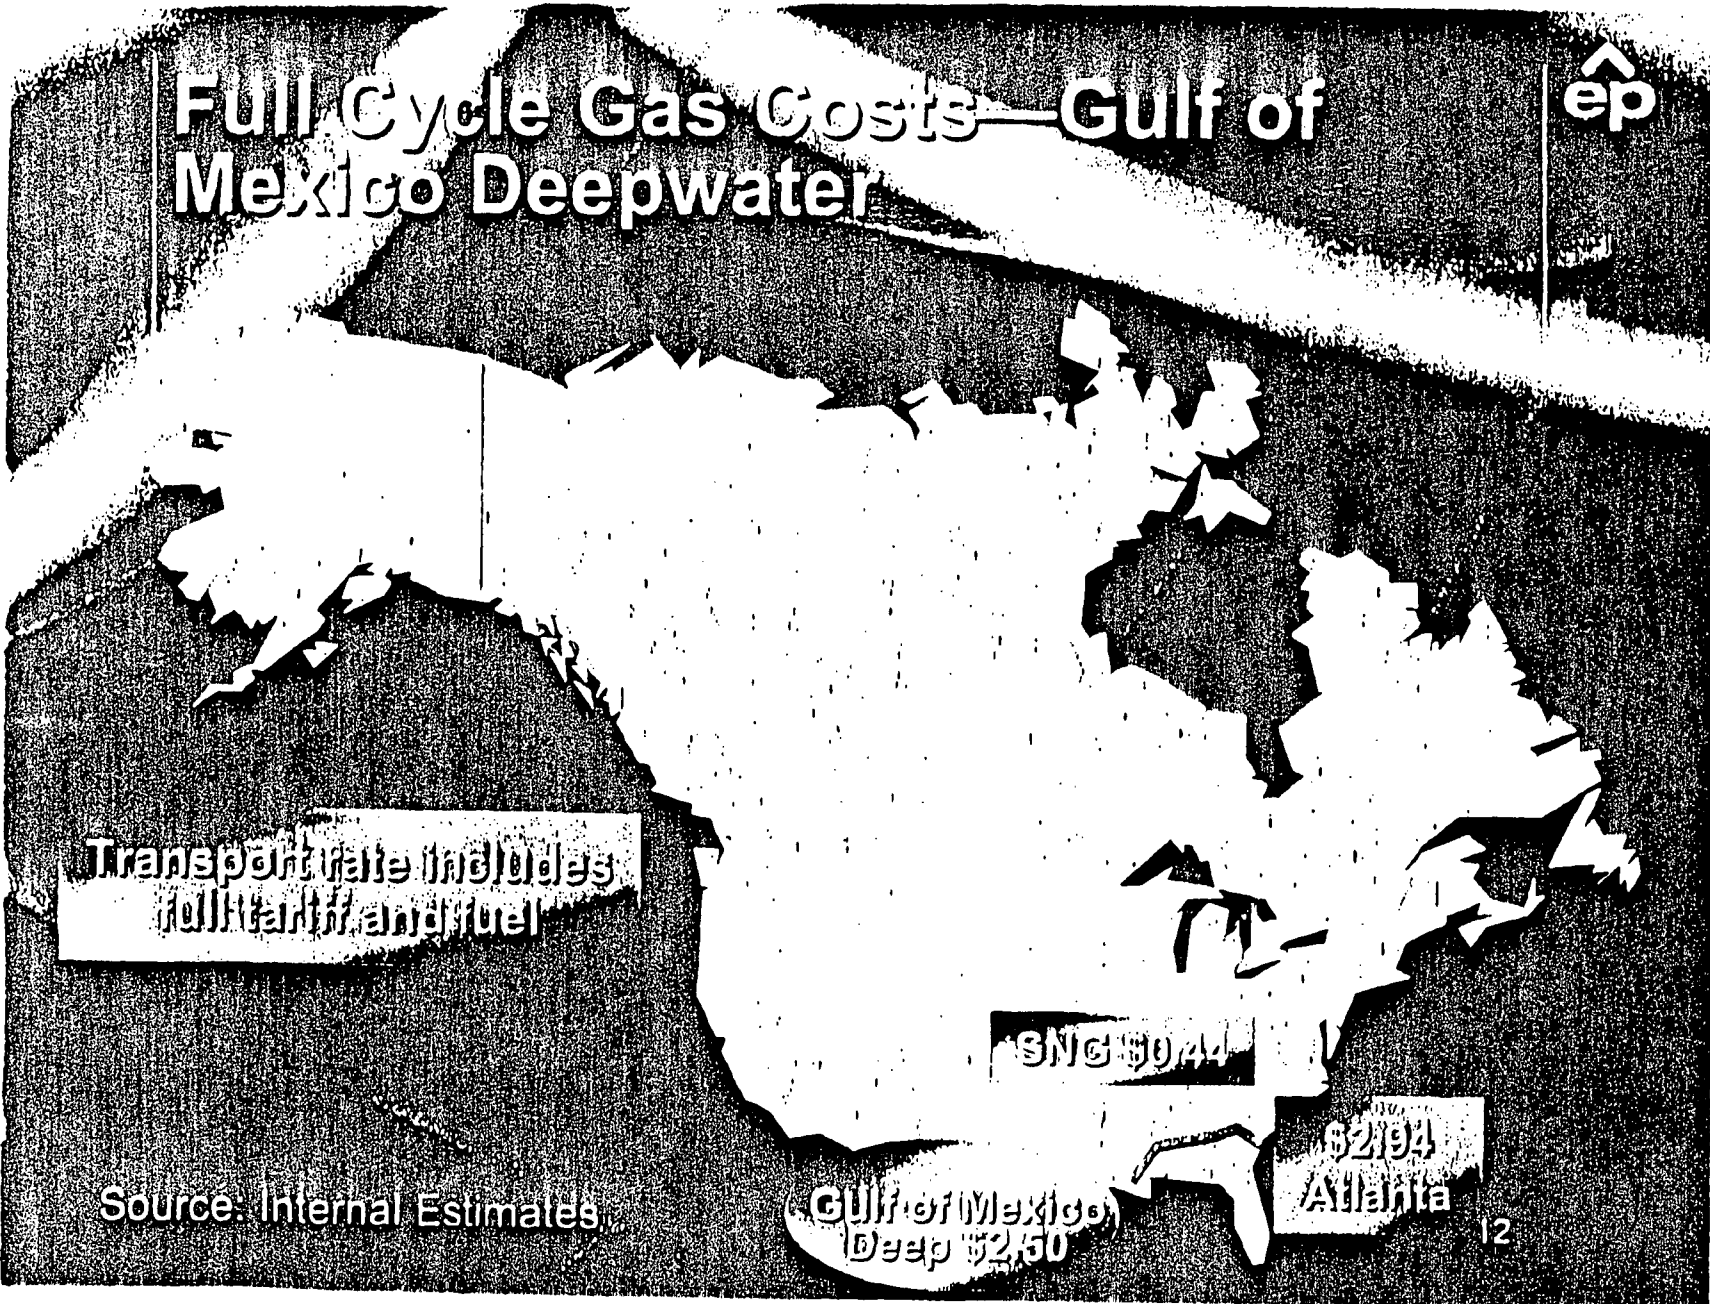 Full Cycle Gas Costs—Gulf of
Mexico Deepwater
ep
Transport rate includes
full tariff and fuel
SNG $0.44
$2.94
Atlanta
Gulf of Mexico
Deep $2.50
Source: Internal Estimates
12